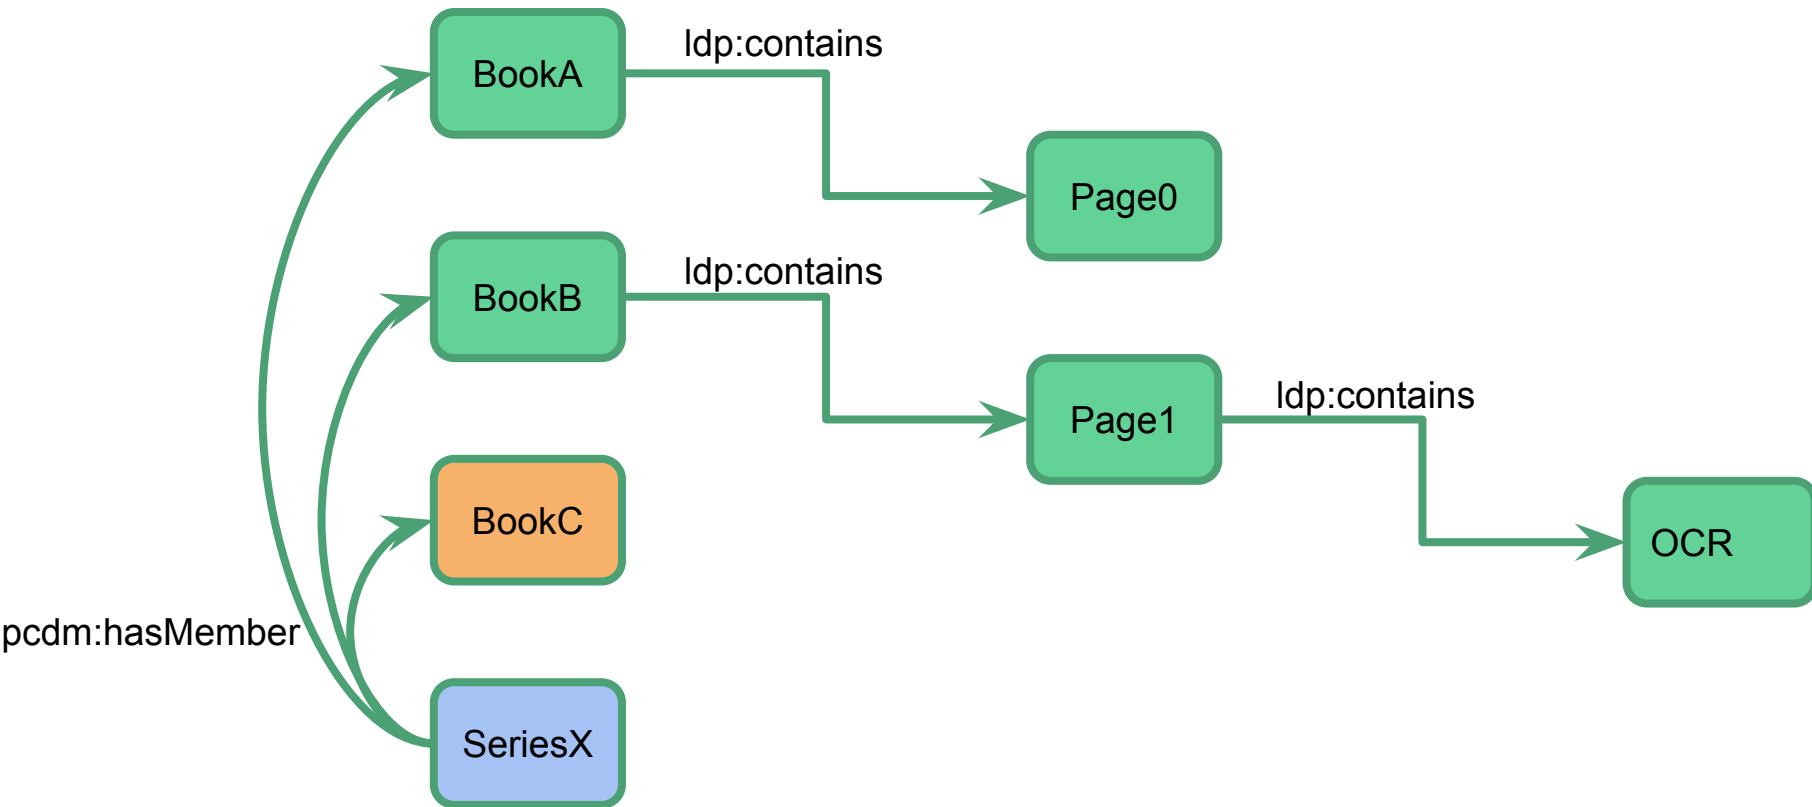 BookA
ldp:contains
Page0
BookB
ldp:contains
Page1
ldp:contains
BookC
OCR
pcdm:hasMember
SeriesX